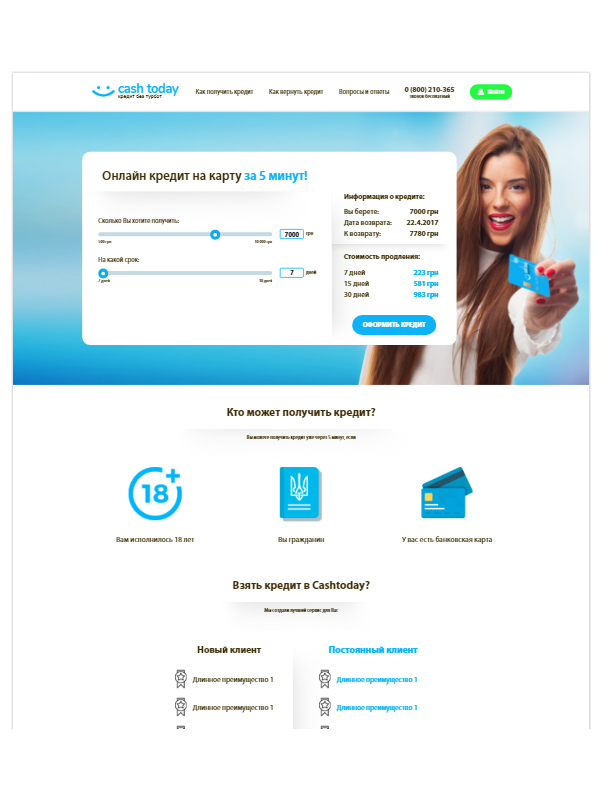 cash today
кредит без турбот
Как получить кредит
Как вернуть кредит
Вопросы и ответы
0 (800) 210-365
звонок бесплатный
Войти
Онлайн кредит на карту за 5 минут!
Сколько Вы хотите получить:
7000 грн
500 грн
10 000 грн
На какой срок:
7 дней
7 дней
Информация о кредите:
Вы берете: 7000 грн
Дата возврата: 22.4.2017
К возврату: 7780 грн
Стоимость продления:
7 дней 223 грн
15 дней 581 грн
30 дней 983 грн
ОФОРМИТЬ КРЕДИТ
Кто может получить кредит?
Вы можете получить кредит уже через 5 минут, если
18+
Вам исполнилось 18 лет
Вы гражданин
У вас есть банковская карта
Взять кредит в Cashtoday?
Мы создали лучший сервис для Вас
Новый клиент
Постоянный клиент
Длинное преимущество 1
Длинное преимущество 1
Длинное преимущество 1
Длинное преимущество 1